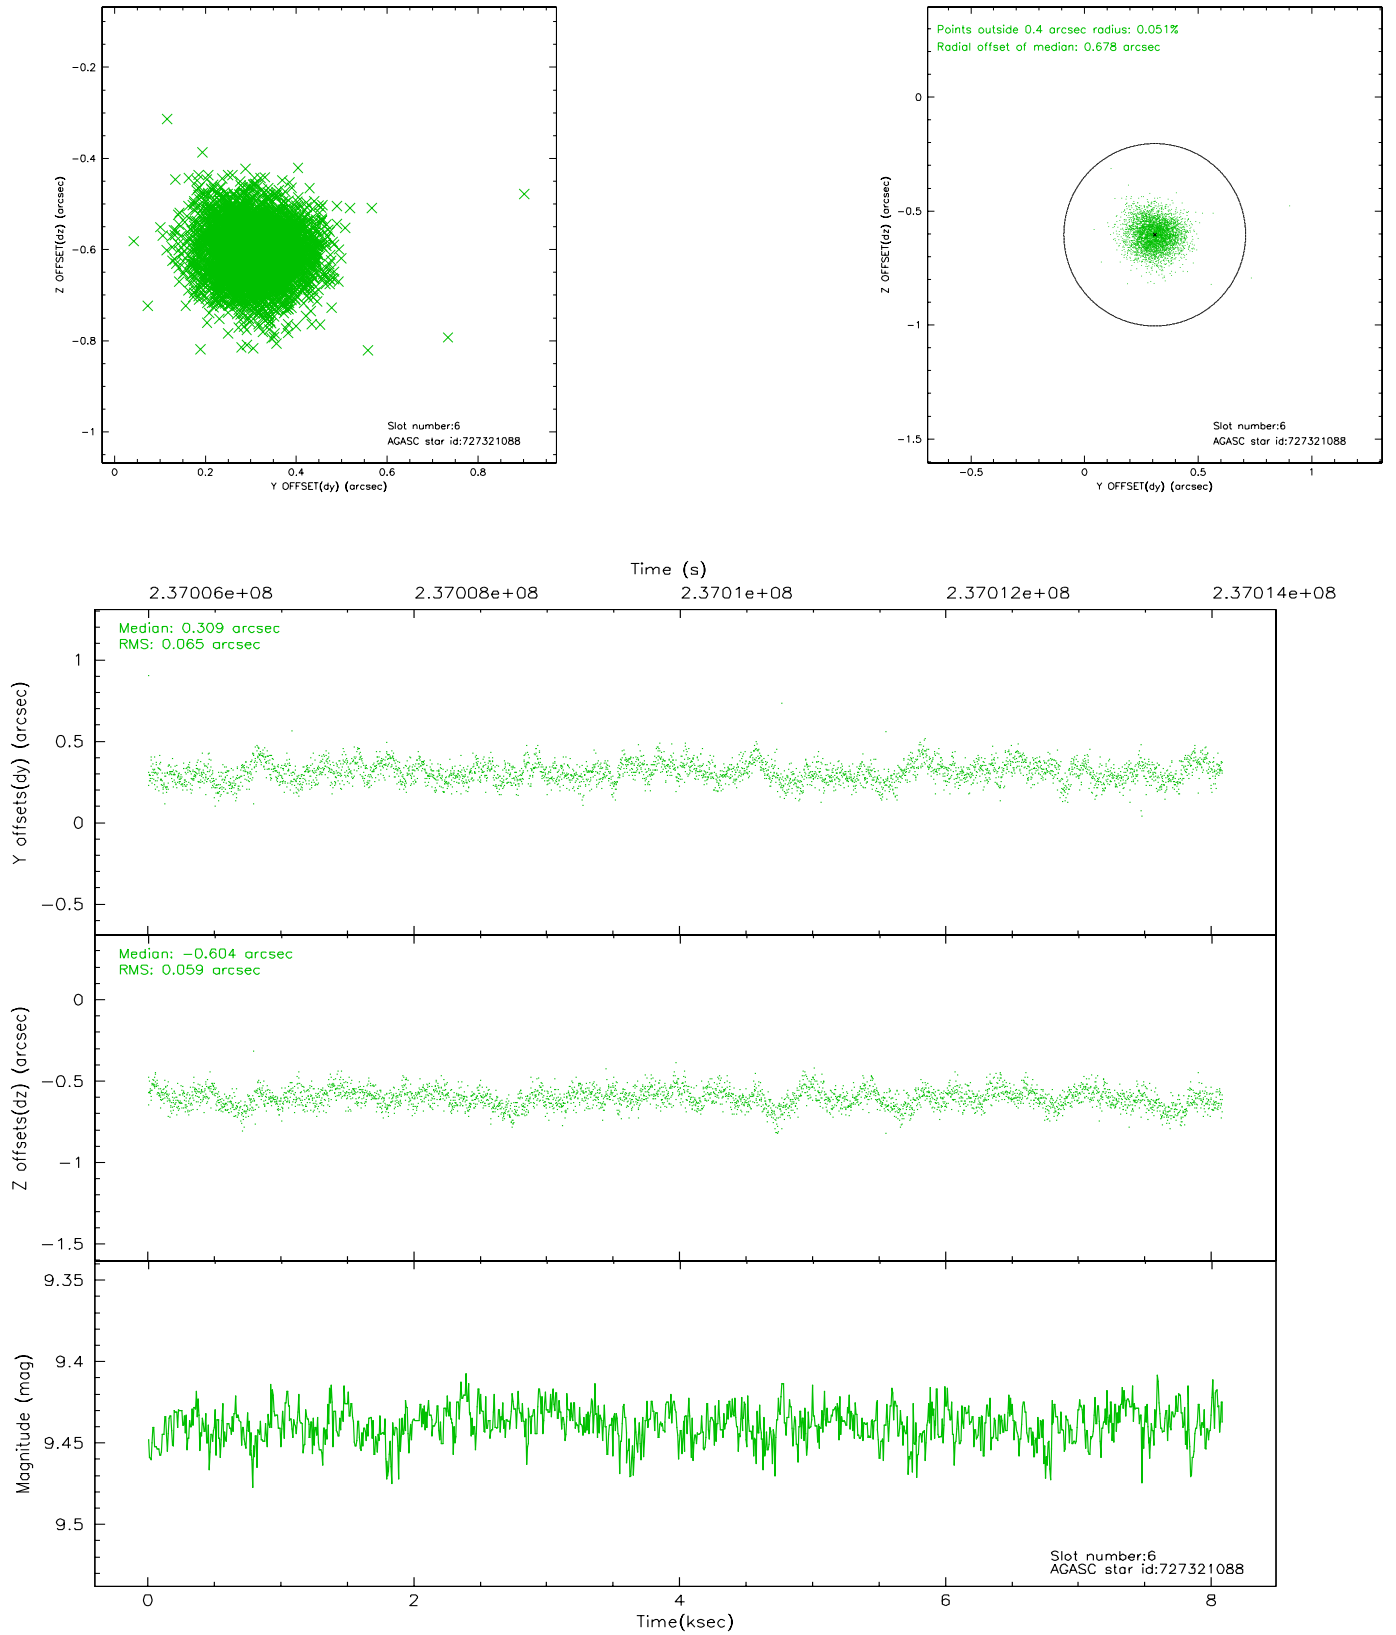 −0.2
−0.4
−0.6
−0.8
−1
Z OFFSET(dz) (arcsec)
Slot number:6
AGASC star id:727321088
0 0.2 0.4 0.6 0.8
Y OFFSET(dy) (arcsec)
Points outside 0.4 arcsec radius: 0.051%
Radial offset of median: 0.678 arcsec
0
−0.5
−1
−1.5
Z OFFSET(dz) (arcsec)
Slot number:6
AGASC star id:727321088
−0.5 0 0.5 1
Y OFFSET(dy) (arcsec)
Time (s)
2.37006e+08 2.37008e+08 2.3701e+08 2.37012e+08 2.37014e+08
Median: 0.309 arcsec
RMS: 0.065 arcsec
1
0.5
0
−0.5
Y offsets(dy) (arcsec)
Median: −0.604 arcsec
RMS: 0.059 arcsec
0
−0.5
−1
−1.5
Z offsets(dz) (arcsec)
9.35
9.4
9.45
9.5
Magnitude (mag)
Slot number:6
AGASC star id:727321088
0 2 4 6 8
Time(ksec)